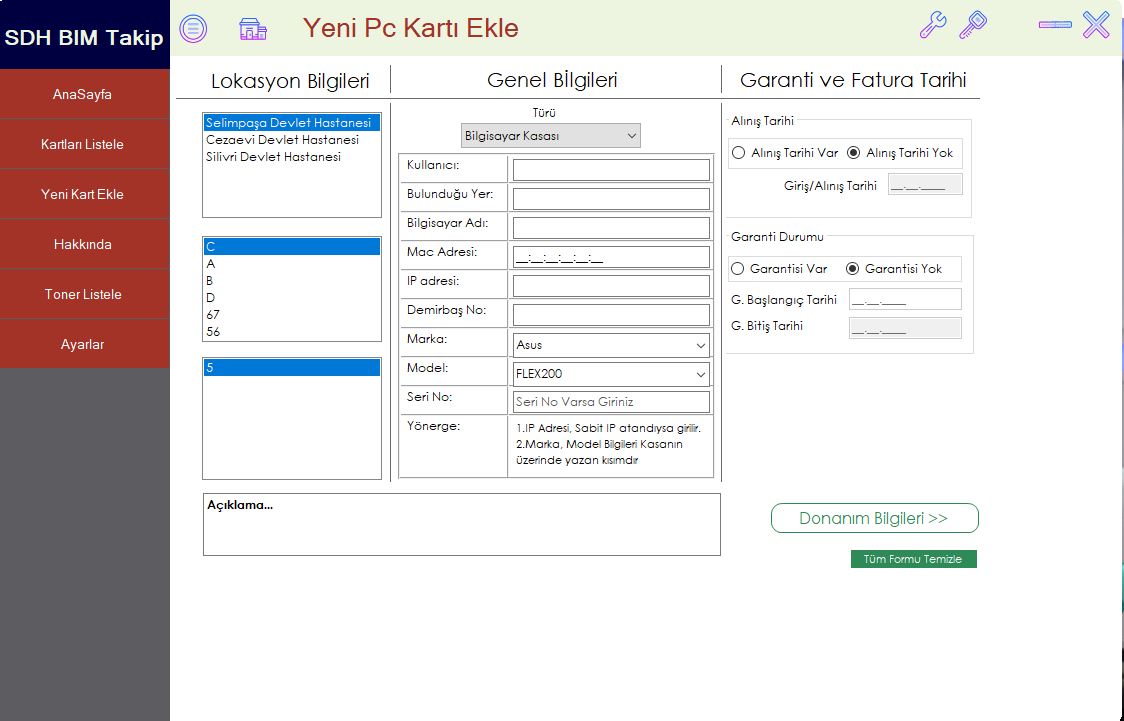 SDH BIM Takip
AnaSayfa
Kartları Listele
Yeni Kart Ekle
Hakkında
Toner Listele
Ayarlar
Yeni Pc Kartı Ekle
Lokasyon Bilgileri
Selimpaşa Devlet Hastanesi
Cezaevi Devlet Hastanesi
Silivri Devlet Hastanesi
C
A
B
D
67
56
5
Genel Bİlgileri
Türü
Bilgisayar Kasası
Kullanıcı:
Bulunduğu Yer:
Bilgisayar Adı:
Mac Adresi: __:__:__:__:__:__
IP adresi:
Demirbaş No:
Marka: Asus
Model: FLEX200
Seri No: Seri No Varsa Giriniz
Yönerge: 1.IP Adresi, Sabit IP atandıysa girilir.
2.Marka, Model Bilgileri Kasanın
üzerinde yazan kısımdır
Garanti ve Fatura Tarihi
Alınış Tarihi
Alınış Tarihi Var Alınış Tarihi Yok
Giriş/Alınış Tarihi __.__.____
Garanti Durumu
Garantisi Var Garantisi Yok
G. Başlangıç Tarihi __.__.____
G. Bitiş Tarihi __.__.____
Açıklama...
Donanım Bilgileri >>
Tüm Formu Temizle